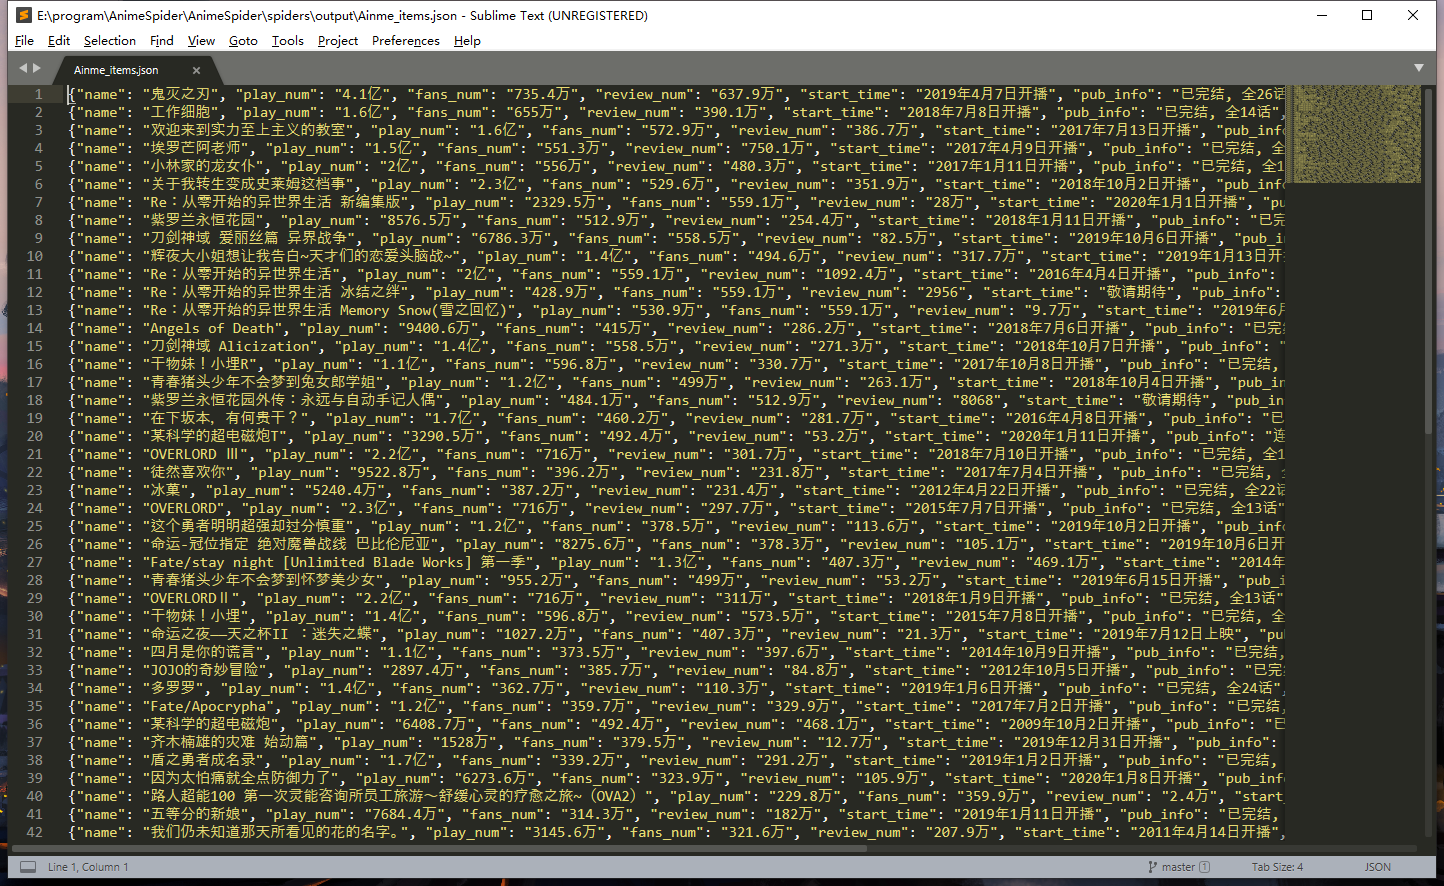 E:\program\AnimeSpider\AnimeSpider\spiders\output\Ainme_items.json - Sublime Text (UNREGISTERED)
File Edit Selection Find View Goto Tools Project Preferences Help
Ainme_items.json
1 {"name": "鬼灭之刃", "play_num": "4.1亿", "fans_num": "735.4万", "review_num": "637.9万", "start_time": "2019年4月7日开播", "pub_info": "已完结, 全26话
2 {"name": "工作细胞", "play_num": "1.6亿", "fans_num": "655万", "review_num": "390.1万", "start_time": "2018年7月8日开播", "pub_info": "已完结, 全14话",
3 {"name": "欢迎来到实力至上主义的教室", "play_num": "1.6亿", "fans_num": "572.9万", "review_num": "386.7万", "start_time": "2017年7月13日开播", "pub_inf
4 {"name": "埃罗芒阿老师", "play_num": "1.5亿", "fans_num": "551.3万", "review_num": "750.1万", "start_time": "2017年4月9日开播", "pub_info": "已完结,
5 {"name": "小林家的龙女仆", "play_num": "2亿", "fans_num": "556万", "review_num": "480.3万", "start_time": "2017年1月11日开播", "pub_info": "已完结, 全1
6 {"name": "关于我转生变成史莱姆这档事", "play_num": "2.3亿", "fans_num": "529.6万", "review_num": "351.9万", "start_time": "2018年10月2日开播", "pub_inf
7 {"name": "Re：从零开始的异世界生活 新编集版", "play_num": "2329.5万", "fans_num": "559.1万", "review_num": "28万", "start_time": "2020年1月1日开播", "pu
8 {"name": "紫罗兰永恒花园", "play_num": "8576.5万", "fans_num": "512.9万", "review_num": "254.4万", "start_time": "2018年1月11日开播", "pub_info": "已完
9 {"name": "刀剑神域 爱丽丝篇 异界战争", "play_num": "6786.3万", "fans_num": "558.5万", "review_num": "82.5万", "start_time": "2019年10月6日开播", "pub_i
10 {"name": "辉夜大小姐想让我告白~天才们的恋爱头脑战~", "play_num": "1.4亿", "fans_num": "494.6万", "review_num": "317.7万", "start_time": "2019年1月13日开
11 {"name": "Re：从零开始的异世界生活", "play_num": "2亿", "fans_num": "559.1万", "review_num": "1092.4万", "start_time": "2016年4月4日开播", "pub_info":
12 {"name": "Re：从零开始的异世界生活 冰结之绊", "play_num": "428.9万", "fans_num": "559.1万", "review_num": "2956", "start_time": "敬请期待", "pub_info":
13 {"name": "Re：从零开始的异世界生活 Memory Snow(雪之回忆)", "play_num": "530.9万", "fans_num": "559.1万", "review_num": "9.7万", "start_time": "2019年6月
14 {"name": "Angels of Death", "play_num": "9400.6万", "fans_num": "415万", "review_num": "286.2万", "start_time": "2018年7月6日开播", "pub_info": "已完
15 {"name": "刀剑神域 Alicization", "play_num": "1.4亿", "fans_num": "558.5万", "review_num": "271.3万", "start_time": "2018年10月7日开播", "pub_info": "
16 {"name": "干物妹！小埋R", "play_num": "1.1亿", "fans_num": "596.8万", "review_num": "330.7万", "start_time": "2017年10月8日开播", "pub_info": "已完结,
17 {"name": "青春猪头少年不会梦到兔女郎学姐", "play_num": "1.2亿", "fans_num": "499万", "review_num": "263.1万", "start_time": "2018年10月4日开播", "pub_in
18 {"name": "紫罗兰永恒花园外传：永远与自动手记人偶", "play_num": "484.1万", "fans_num": "512.9万", "review_num": "8068", "start_time": "敬请期待", "pub_in
19 {"name": "在下坂本，有何贵干？", "play_num": "1.7亿", "fans_num": "460.2万", "review_num": "281.7万", "start_time": "2016年4月8日开播", "pub_info": "已
20 {"name": "某科学的超电磁炮T", "play_num": "3290.5万", "fans_num": "492.4万", "review_num": "53.2万", "start_time": "2020年1月11日开播", "pub_info": "连
21 {"name": "OVERLORD Ⅲ", "play_num": "2.2亿", "fans_num": "716万", "review_num": "301.7万", "start_time": "2018年7月10日开播", "pub_info": "已完结, 全1
22 {"name": "徒然喜欢你", "play_num": "9522.8万", "fans_num": "396.2万", "review_num": "231.8万", "start_time": "2017年7月4日开播", "pub_info": "已完结,
23 {"name": "冰菓", "play_num": "5240.4万", "fans_num": "387.2万", "review_num": "231.4万", "start_time": "2012年4月22日开播", "pub_info": "已完结, 全22话
24 {"name": "OVERLORD", "play_num": "2.3亿", "fans_num": "716万", "review_num": "297.7万", "start_time": "2015年7月7日开播", "pub_info": "已完结, 全13话"
25 {"name": "这个勇者明明超强却过分慎重", "play_num": "1.2亿", "fans_num": "378.5万", "review_num": "113.6万", "start_time": "2019年10月2日开播", "pub_inf
26 {"name": "命运-冠位指定 绝对魔兽战线 巴比伦尼亚", "play_num": "8275.6万", "fans_num": "378.3万", "review_num": "105.1万", "start_time": "2019年10月6日开
27 {"name": "Fate/stay night [Unlimited Blade Works] 第一季", "play_num": "1.3亿", "fans_num": "407.3万", "review_num": "469.1万", "start_time": "2014年
28 {"name": "青春猪头少年不会梦到怀梦美少女", "play_num": "955.2万", "fans_num": "499万", "review_num": "53.2万", "start_time": "2019年6月15日开播", "pub_i
29 {"name": "OVERLORDⅡ", "play_num": "2.2亿", "fans_num": "716万", "review_num": "311万", "start_time": "2018年1月9日开播", "pub_info": "已完结, 全13话"
30 {"name": "干物妹！小埋", "play_num": "1.4亿", "fans_num": "596.8万", "review_num": "573.5万", "start_time": "2015年7月8日开播", "pub_info": "已完结, 全
31 {"name": "命运之夜——天之杯II ：迷失之蝶", "play_num": "1027.2万", "fans_num": "407.3万", "review_num": "21.3万", "start_time": "2019年7月12日上映", "pu
32 {"name": "四月是你的谎言", "play_num": "1.1亿", "fans_num": "373.5万", "review_num": "397.6万", "start_time": "2014年10月9日开播", "pub_info": "已完结,
33 {"name": "JOJO的奇妙冒险", "play_num": "2897.4万", "fans_num": "385.7万", "review_num": "84.8万", "start_time": "2012年10月5日开播", "pub_info": "已完
34 {"name": "多罗罗", "play_num": "1.4亿", "fans_num": "362.7万", "review_num": "110.3万", "start_time": "2019年1月6日开播", "pub_info": "已完结, 全24话",
35 {"name": "Fate/Apocrypha", "play_num": "1.2亿", "fans_num": "359.7万", "review_num": "329.9万", "start_time": "2017年7月2日开播", "pub_info": "已完结,
36 {"name": "某科学的超电磁炮", "play_num": "6408.7万", "fans_num": "492.4万", "review_num": "468.1万", "start_time": "2009年10月2日开播", "pub_info": "已
37 {"name": "齐木楠雄的灾难 始动篇", "play_num": "1528万", "fans_num": "379.5万", "review_num": "12.7万", "start_time": "2019年12月31日开播", "pub_info":
38 {"name": "盾之勇者成名录", "play_num": "1.7亿", "fans_num": "339.2万", "review_num": "291.2万", "start_time": "2019年1月2日开播", "pub_info": "已完结,
39 {"name": "因为太怕痛就全点防御力了", "play_num": "6273.6万", "fans_num": "323.9万", "review_num": "105.9万", "start_time": "2020年1月8日开播", "pub_info
40 {"name": "路人超能100 第一次灵能咨询所员工旅游～舒缓心灵的疗愈之旅~（OVA2）", "play_num": "229.8万", "fans_num": "359.9万", "review_num": "2.4万", "start_
41 {"name": "五等分的新娘", "play_num": "7684.4万", "fans_num": "314.3万", "review_num": "182万", "start_time": "2019年1月11日开播", "pub_info": "已完结,
42 {"name": "我们仍未知道那天所看见的花的名字。", "play_num": "3145.6万", "fans_num": "321.6万", "review_num": "207.9万", "start_time": "2011年4月14日开播",
Line 1, Column 1 master 1 Tab Size: 4 JSON